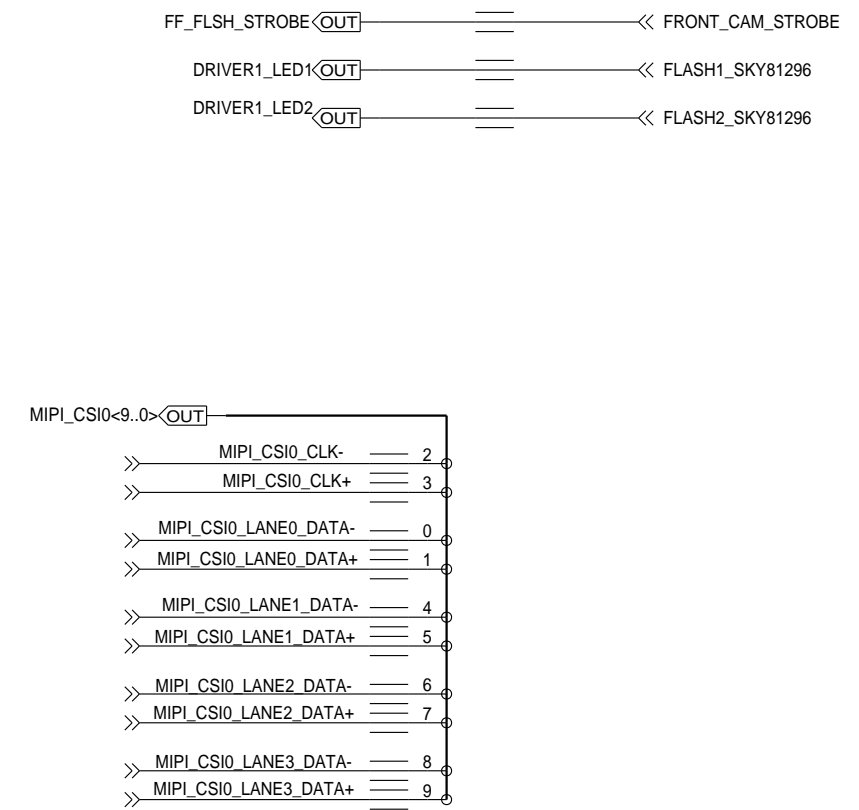 FF_FLSH_STROBE OUT FRONT_CAM_STROBE
DRIVER1_LED1 OUT FLASH1_SKY81296
DRIVER1_LED2 OUT FLASH2_SKY81296
MIPI_CSI0<9..0> OUT
MIPI_CSI0_CLK- 2
MIPI_CSI0_CLK+ 3
MIPI_CSI0_LANE0_DATA- 0
MIPI_CSI0_LANE0_DATA+ 1
MIPI_CSI0_LANE1_DATA- 4
MIPI_CSI0_LANE1_DATA+ 5
MIPI_CSI0_LANE2_DATA- 6
MIPI_CSI0_LANE2_DATA+ 7
MIPI_CSI0_LANE3_DATA- 8
MIPI_CSI0_LANE3_DATA+ 9